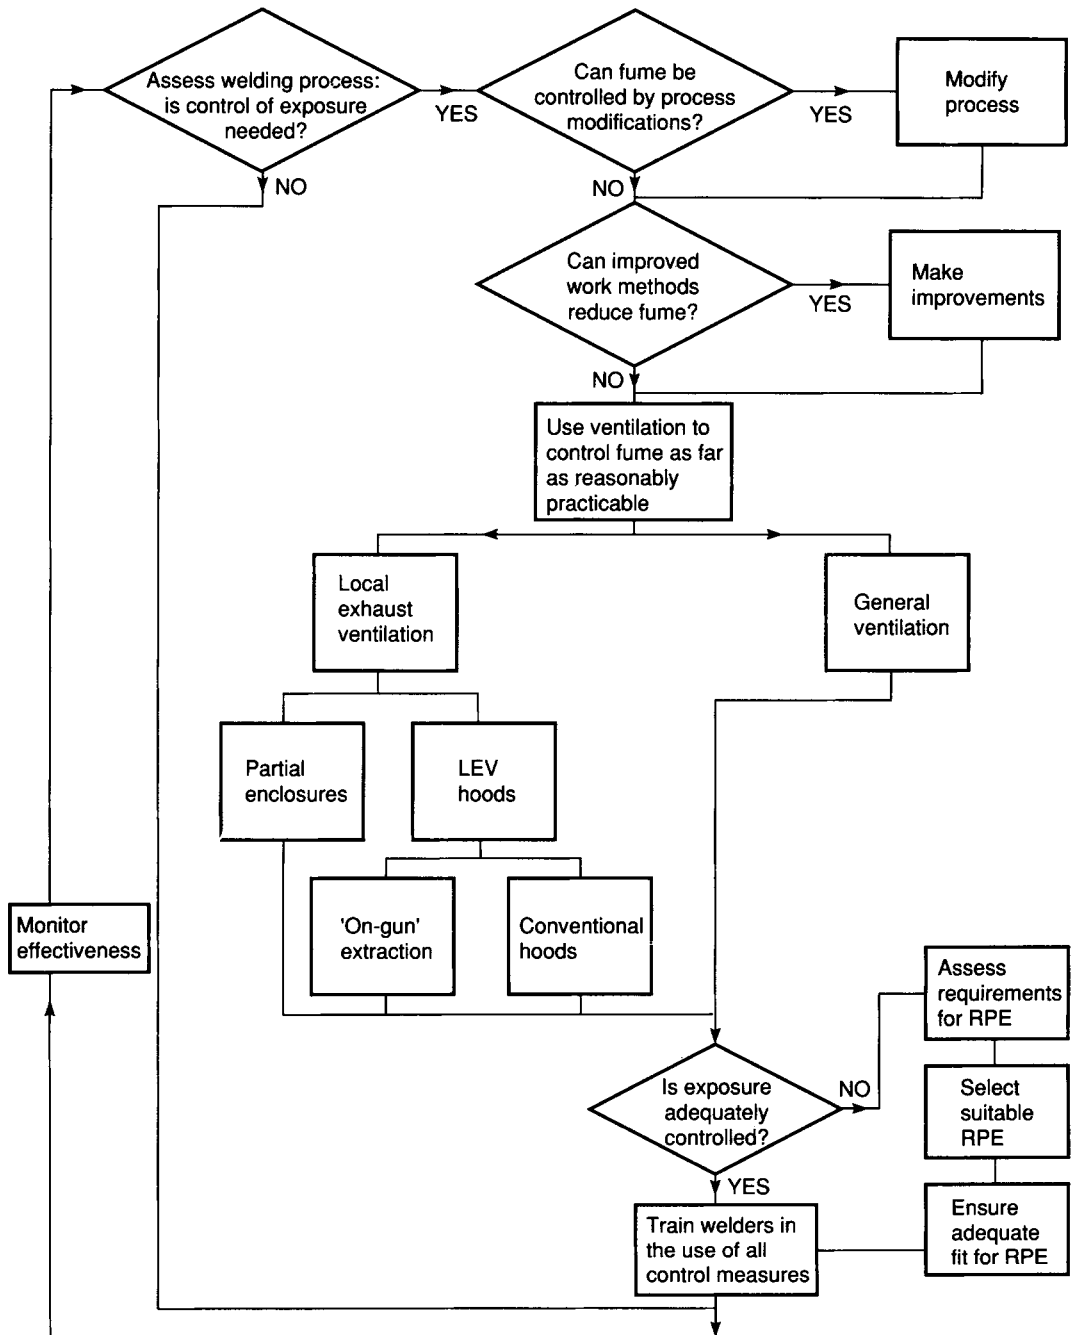 Assess welding process:
is control of exposure
needed?
YES
NO
Can fume be
controlled by process
modifications?
YES
NO
Modify
process
Can improved
work methods
reduce fume?
YES
NO
Make
improvements
Use ventilation to
control fume as far
as reasonably
practicable
Local
exhaust
ventilation
General
ventilation
Partial
enclosures
LEV
hoods
'On-gun'
extraction
Conventional
hoods
Monitor
effectiveness
Is exposure
adequately
controlled?
NO
YES
Assess
requirements
for RPE
Select
suitable
RPE
Ensure
adequate
fit for RPE
Train welders in
the use of all
control measures